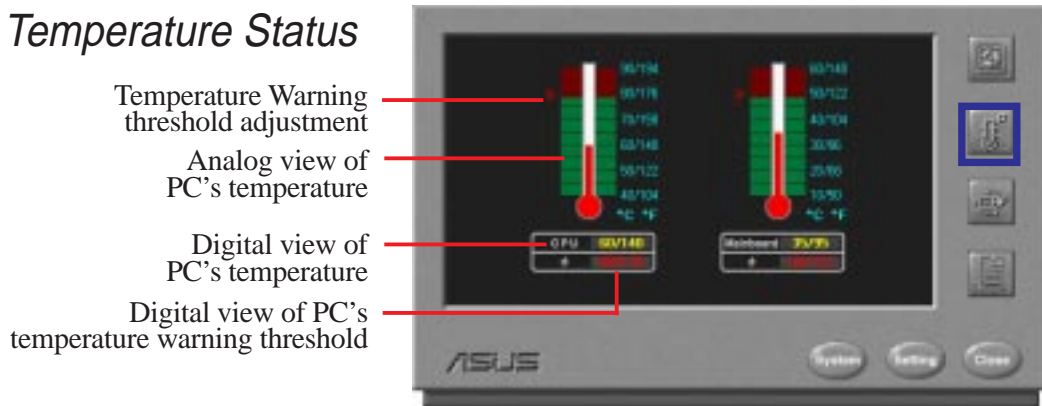 Temperature Status
Temperature Warning
threshold adjustment
Analog view of
PC’s temperature
Digital view of
PC’s temperature
Digital view of PC’s
temperature warning threshold
90/194
80/176
70/158
60/140
50/122
40/104
°C °F
CPU 60/140
60/140
50/122
40/104
30/86
20/68
10/50
°C °F
Mainboard 35/95
ASUS
System
Setting
Close